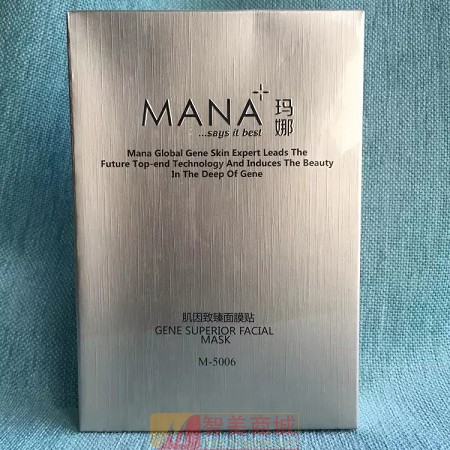 MANA+玛娜
...says it best
Mana Global Gene Skin Expert Leads The
Future Top-end Technology And Induces The Beauty
In The Deep Of Gene
肌因致臻面膜贴
GENE SUPERIOR FACIAL
MASK
M-5006
智美商城